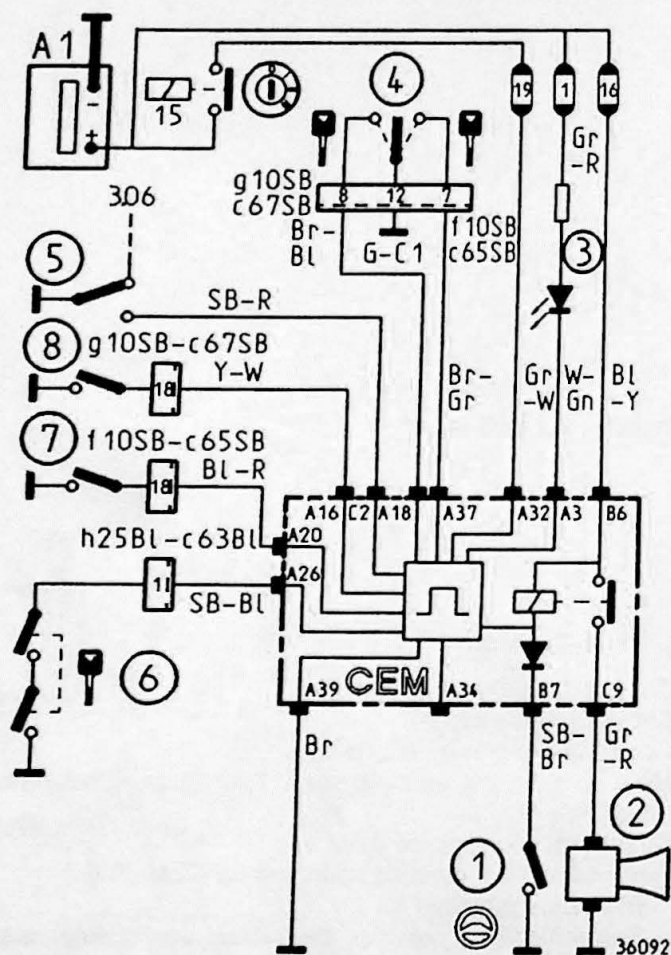 A1
4
15
19 1 16
Gr
-R
3.06
g10SB
c67SB
8 12 7
Br-
Bl
G-C1
f10SB
c65SB
3
5
SB-R
8
g10SB-c67SB
Y-W
18
Br-
Gr
Gr
-W
W-
Gn
Bl
-Y
7
f10SB-c65SB
Bl-R
18
A16 C2 A18 A37 A32 A3 B6
A20
h25Bl-c63Bl
A26
11
SB-Bl
6
CEM
A39 A34 B7 C9
Br
SB-
Br
Gr
-R
2
1
36092